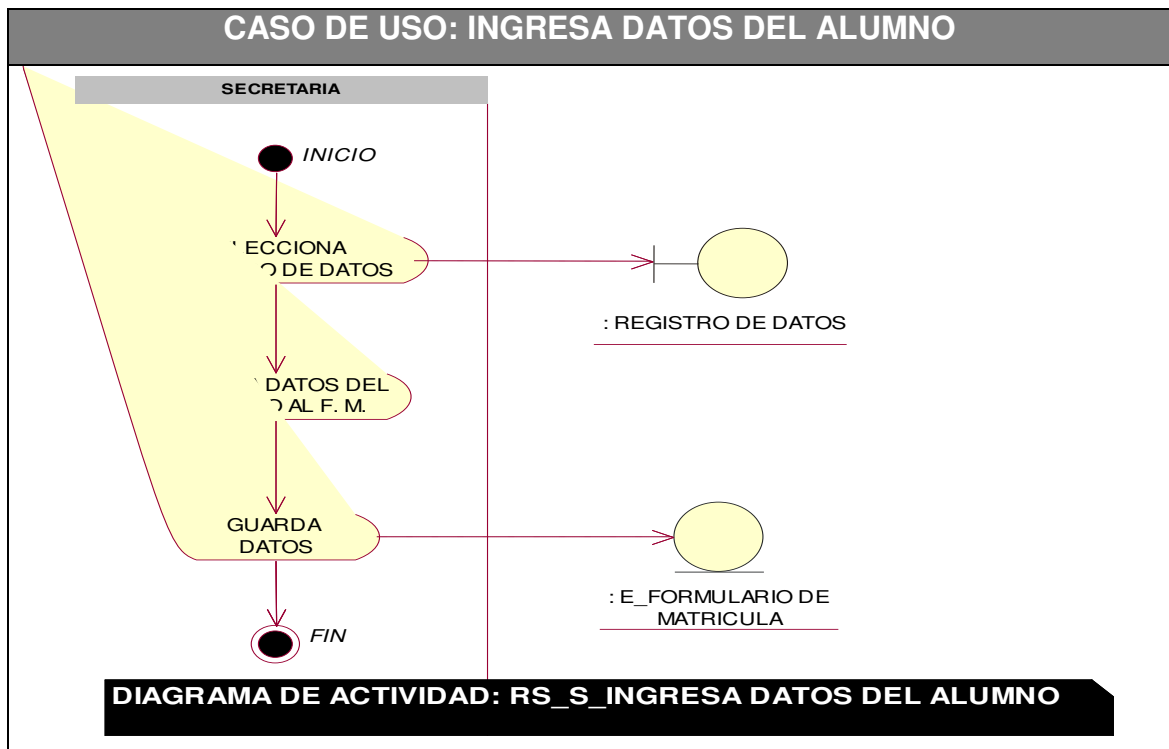 CASO DE USO: INGRESA DATOS DEL ALUMNO
SECRETARIA
INICIO
ECCIONA
O DE DATOS
: REGISTRO DE DATOS
DATOS DEL
O AL F. M.
GUARDA
DATOS
: E_FORMULARIO DE
MATRICULA
FIN
DIAGRAMA DE ACTIVIDAD: RS_S_INGRESA DATOS DEL ALUMNO